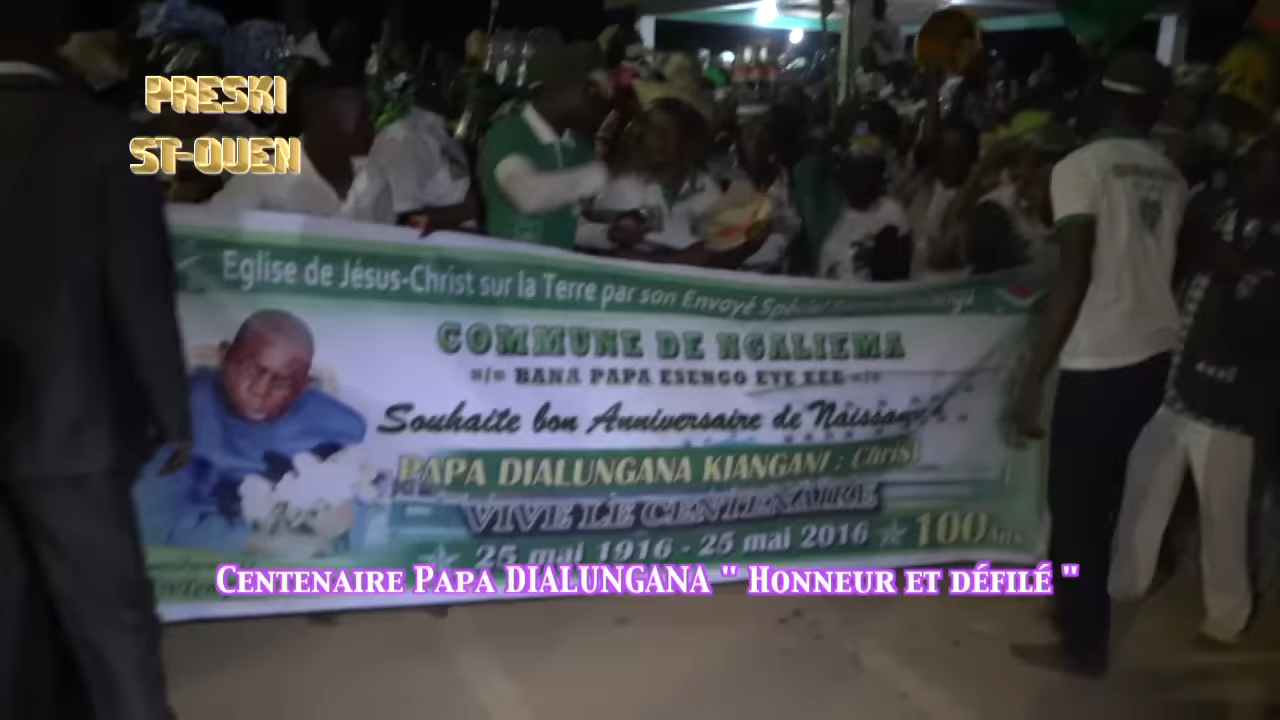 PRESKI
ST-OUEN
Eglise de Jésus-Christ sur la Terre par son Envoyé Spécial
COMMUNE DE NGALIEMA
=/= BANA PAPA ESENGO EYE
Souhaite bon Anniversaire de
PAPA DIALUNGANA KIANGANI : Christ
VIVE LE CENTENAIRE
25 mai 1916 - 25 mai 2016 100 Ans
CENTENAIRE PAPA DIALUNGANA " HONNEUR ET DÉFILÉ "